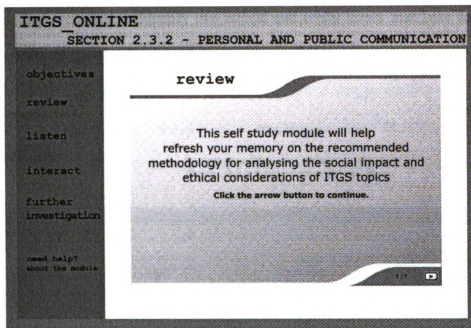 ITGS_ONLINE
SECTION 2.3.2 - PERSONAL AND PUBLIC COMMUNICATION
objectives
review
listen
interact
further
investigation
need help?
about the module
review
This self study module will help
refresh your memory on the recommended
methodology for analysing the social impact and
ethical considerations of ITGS topics
Click the arrow button to continue.